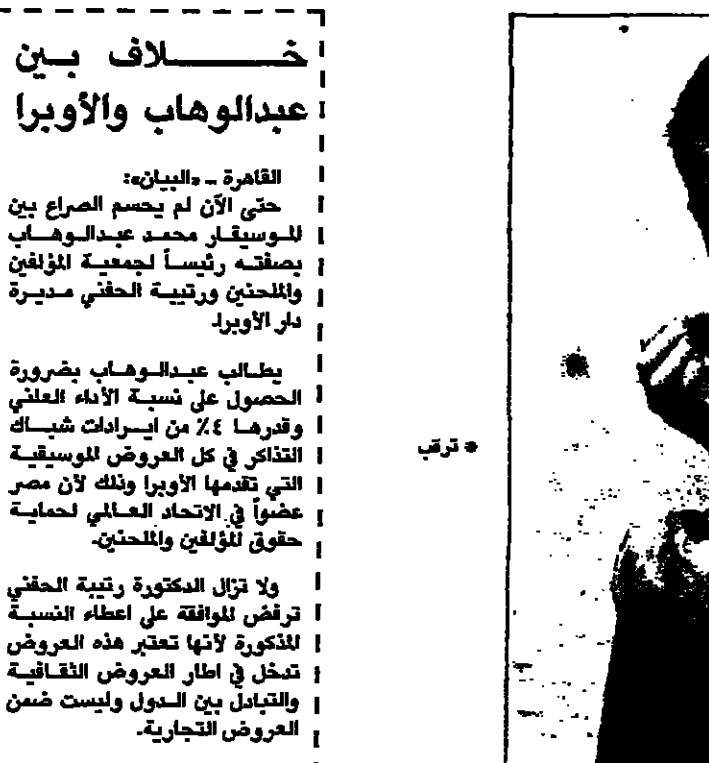 خلاف بين
عبدالوهاب والأوبرا
القاهرة ـ «البيان»:
حتى الآن لم يحسم الصراع بين
الموسيقار محمد عبدالوهاب
بصفته رئيساً لجمعية المؤلفين
والملحنين ورتيبة الحفني مديرة
دار الأوبرا.
يطالب عبدالوهاب بضرورة
الحصول على نسبة الأداء العلني
وقدرها ٤٪ من ايرادات شباك
التذاكر في كل العروض الموسيقية
التي تقدمها الأوبرا وذلك لأن مصر
عضواً في الاتحاد العالمي لحماية
حقوق المؤلفين والملحنين.
ولا تزال الدكتورة رتيبة الحفني
ترفض الموافقة على اعطاء النسبة
المذكورة لأنها تعتبر هذه العروض
تدخل في اطار العروض الثقافية
والتبادل بين الدول وليست ضمن
العروض التجارية.
* ترقب